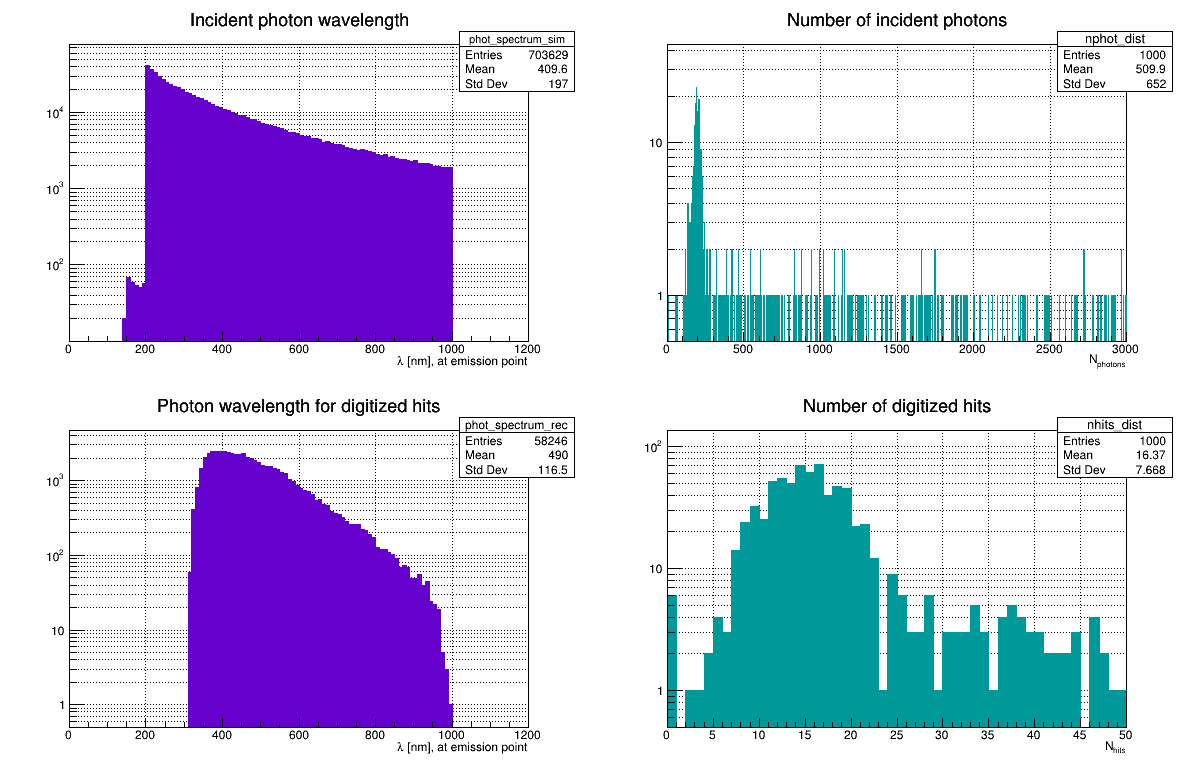 Incident photon wavelength
phot_spectrum_sim
Entries 703629
Mean 409.6
Std Dev 197
10^4
10^3
10^2
0 200 400 600 800 1000 1200
λ [nm], at emission point
Number of incident photons
nphot_dist
Entries 1000
Mean 509.9
Std Dev 652
10
1
0 500 1000 1500 2000 2500 3000
N_photons
Photon wavelength for digitized hits
phot_spectrum_rec
Entries 58246
Mean 490
Std Dev 116.5
10^3
10^2
10
1
0 200 400 600 800 1000 1200
λ [nm], at emission point
Number of digitized hits
nhits_dist
Entries 1000
Mean 16.37
Std Dev 7.668
10^2
10
1
0 5 10 15 20 25 30 35 40 45 50
N_hits